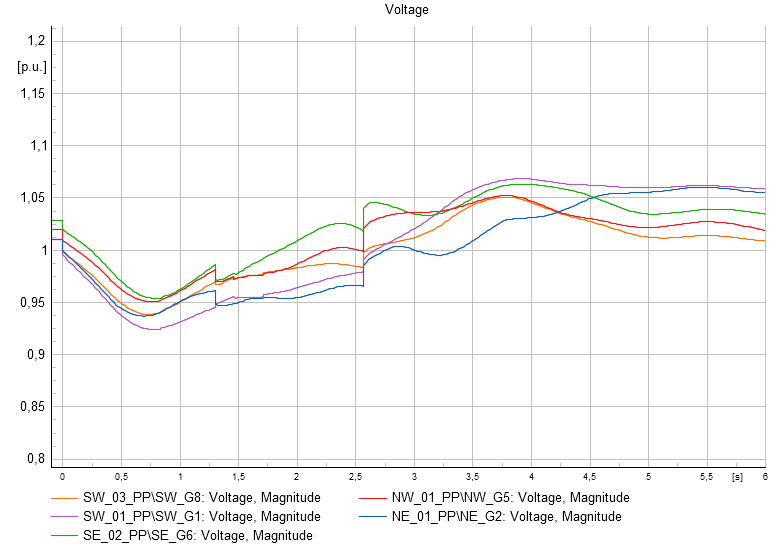 Voltage
1,2
[p.u.]
1,15
1,1
1,05
1
0,95
0,9
0,85
0,8
0 0,5 1 1,5 2 2,5 3 3,5 4 4,5 5 5,5 [s] 6
SW_03_PP\SW_G8: Voltage, Magnitude NW_01_PP\NW_G5: Voltage, Magnitude
SW_01_PP\SW_G1: Voltage, Magnitude NE_01_PP\NE_G2: Voltage, Magnitude
SE_02_PP\SE_G6: Voltage, Magnitude